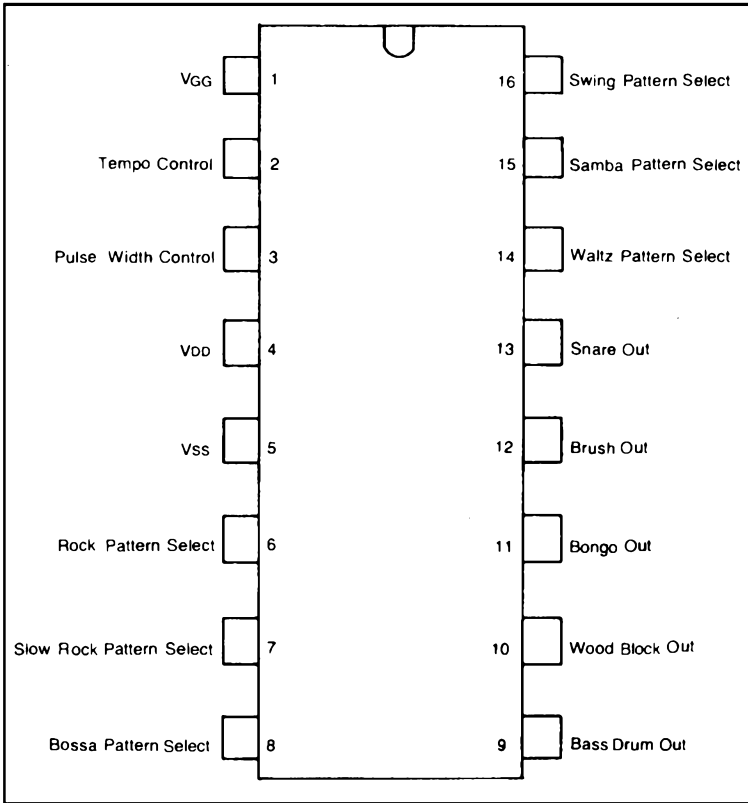 VGG 1 16 Swing Pattern Select
Tempo Control 2 15 Samba Pattern Select
Pulse Width Control 3 14 Waltz Pattern Select
VDD 4 13 Snare Out
VSS 5 12 Brush Out
Rock Pattern Select 6 11 Bongo Out
Slow Rock Pattern Select 7 10 Wood Block Out
Bossa Pattern Select 8 9 Bass Drum Out